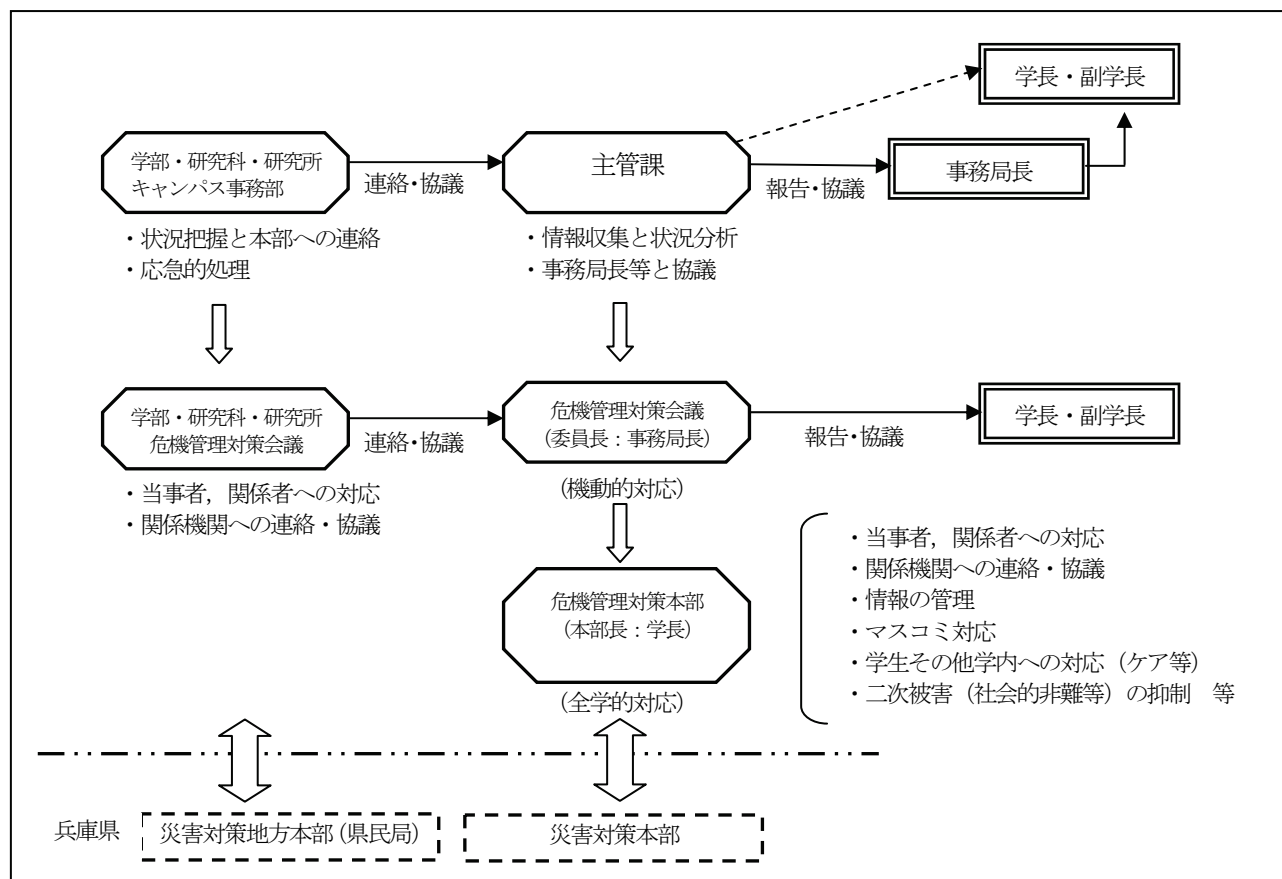 学長・副学長
学部・研究科・研究所
キャンパス事務部
連絡・協議
主管課
報告・協議
事務局長
・状況把握と本部への連絡
・応急的処理
・情報収集と状況分析
・事務局長等と協議
学部・研究科・研究所
危機管理対策会議
連絡・協議
危機管理対策会議
(委員長：事務局長)
報告・協議
学長・副学長
・当事者，関係者への対応
・関係機関への連絡・協議
(機動的対応)
危機管理対策本部
(本部長：学長)
(全学的対応)
・当事者，関係者への対応
・関係機関への連絡・協議
・情報の管理
・マスコミ対応
・学生その他学内への対応（ケア等）
・二次被害（社会的非難等）の抑制　等
兵庫県
災害対策地方本部(県民局)
災害対策本部